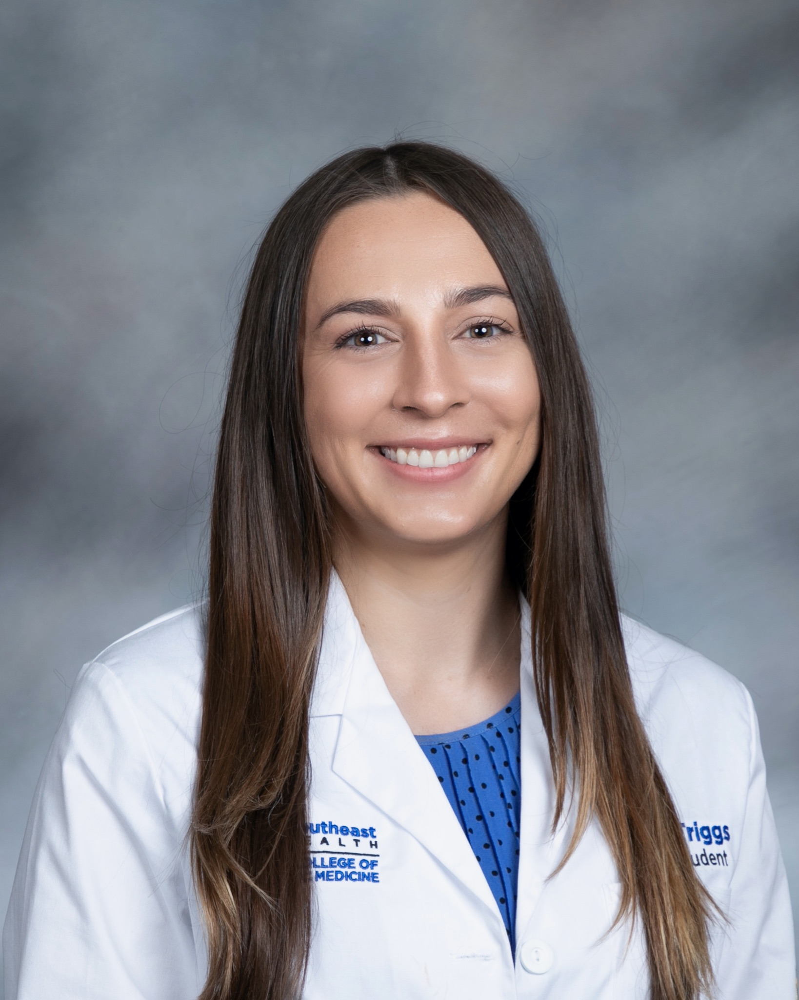 outheast
EALTH
OLLEGE OF
MEDICINE
Triggs
udent